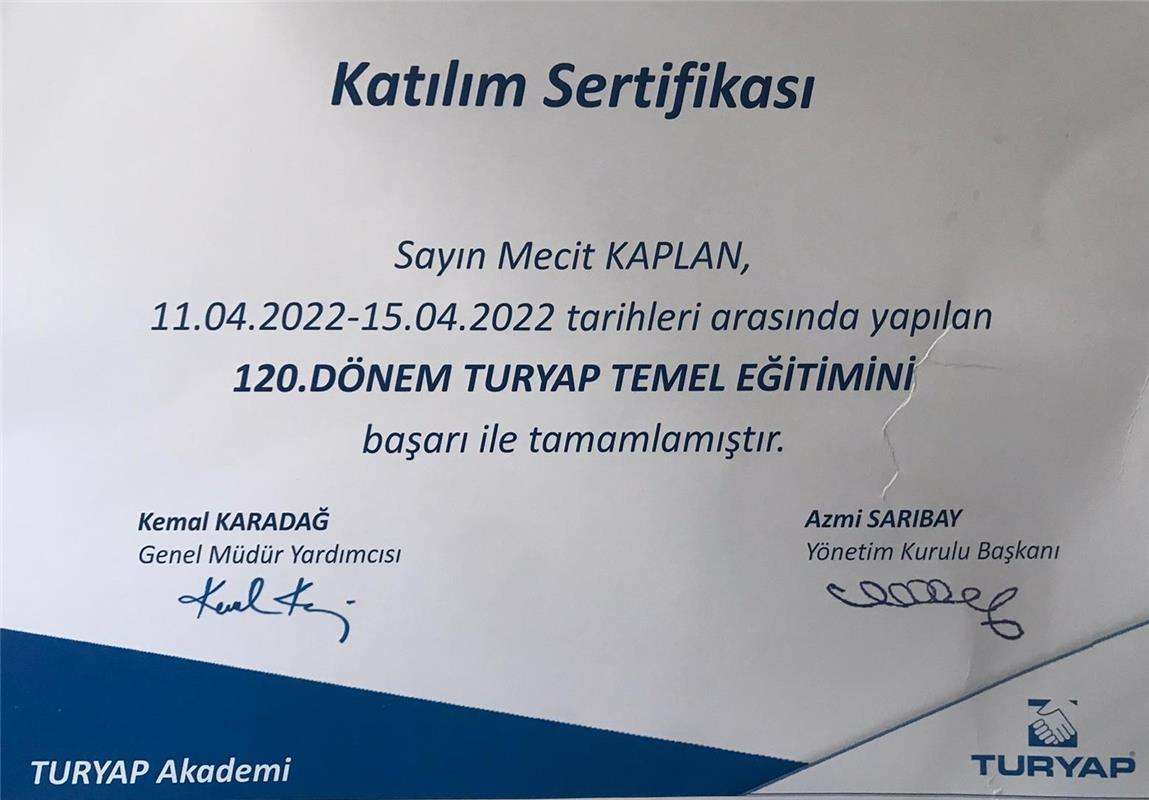 Katılım Sertifikası
Sayın Mecit KAPLAN,
11.04.2022-15.04.2022 tarihleri arasında yapılan
120.DÖNEM TURYAP TEMEL EĞİTİMİNİ
başarı ile tamamlamıştır.
Kemal KARADAĞ
Genel Müdür Yardımcısı
Azmi SARIBAY
Yönetim Kurulu Başkanı
TURYAP Akademi
TURYAP®